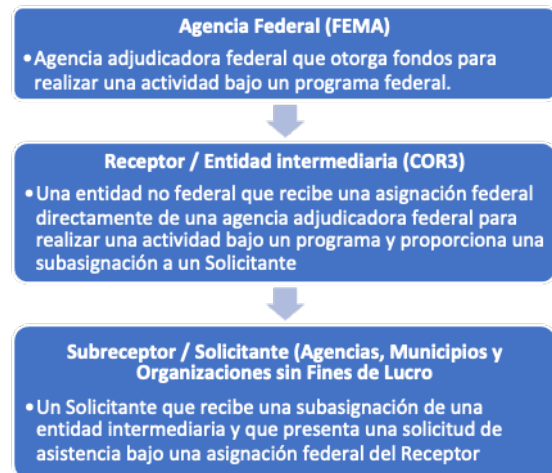 Agencia Federal (FEMA)
•Agencia adjudicadora federal que otorga fondos para
realizar una actividad bajo un programa federal.
Receptor / Entidad intermediaria (COR3)
•Una entidad no federal que recibe una asignación federal
directamente de una agencia adjudicadora federal para
realizar una actividad bajo un programa y proporciona una
subasignación a un Solicitante
Subreceptor / Solicitante (Agencias, Municipios y
Organizaciones sin Fines de Lucro
•Un Solicitante que recibe una subasignación de una
entidad intermediaria y que presenta una solicitud de
asistencia bajo una asignación federal del Receptor